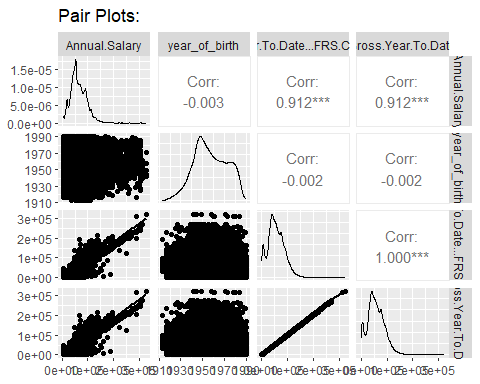 Pair Plots:
Annual.Salary year_of_birth r.To.Date...FRS.C ross.Year.To.Dat
1.5e-05
1.0e-05
5.0e-06
0.0e+00
Corr:
-0.003
Corr:
0.912***
Corr:
0.912***
Annual.Salary
1990
1970
1950
1930
1910
Corr:
-0.002
Corr:
-0.002
year_of_birth
3e+05
2e+05
1e+05
0e+00
Corr:
1.000***
To.Date...FRS
3e+05
2e+05
1e+05
0e+00
ss.Year.To.D